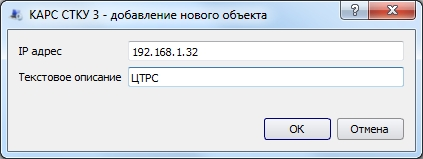 КАРС СТКУ 3 - добавление нового объекта
IP адрес 192.168.1.32
Текстовое описание ЦТРС
OK Отмена